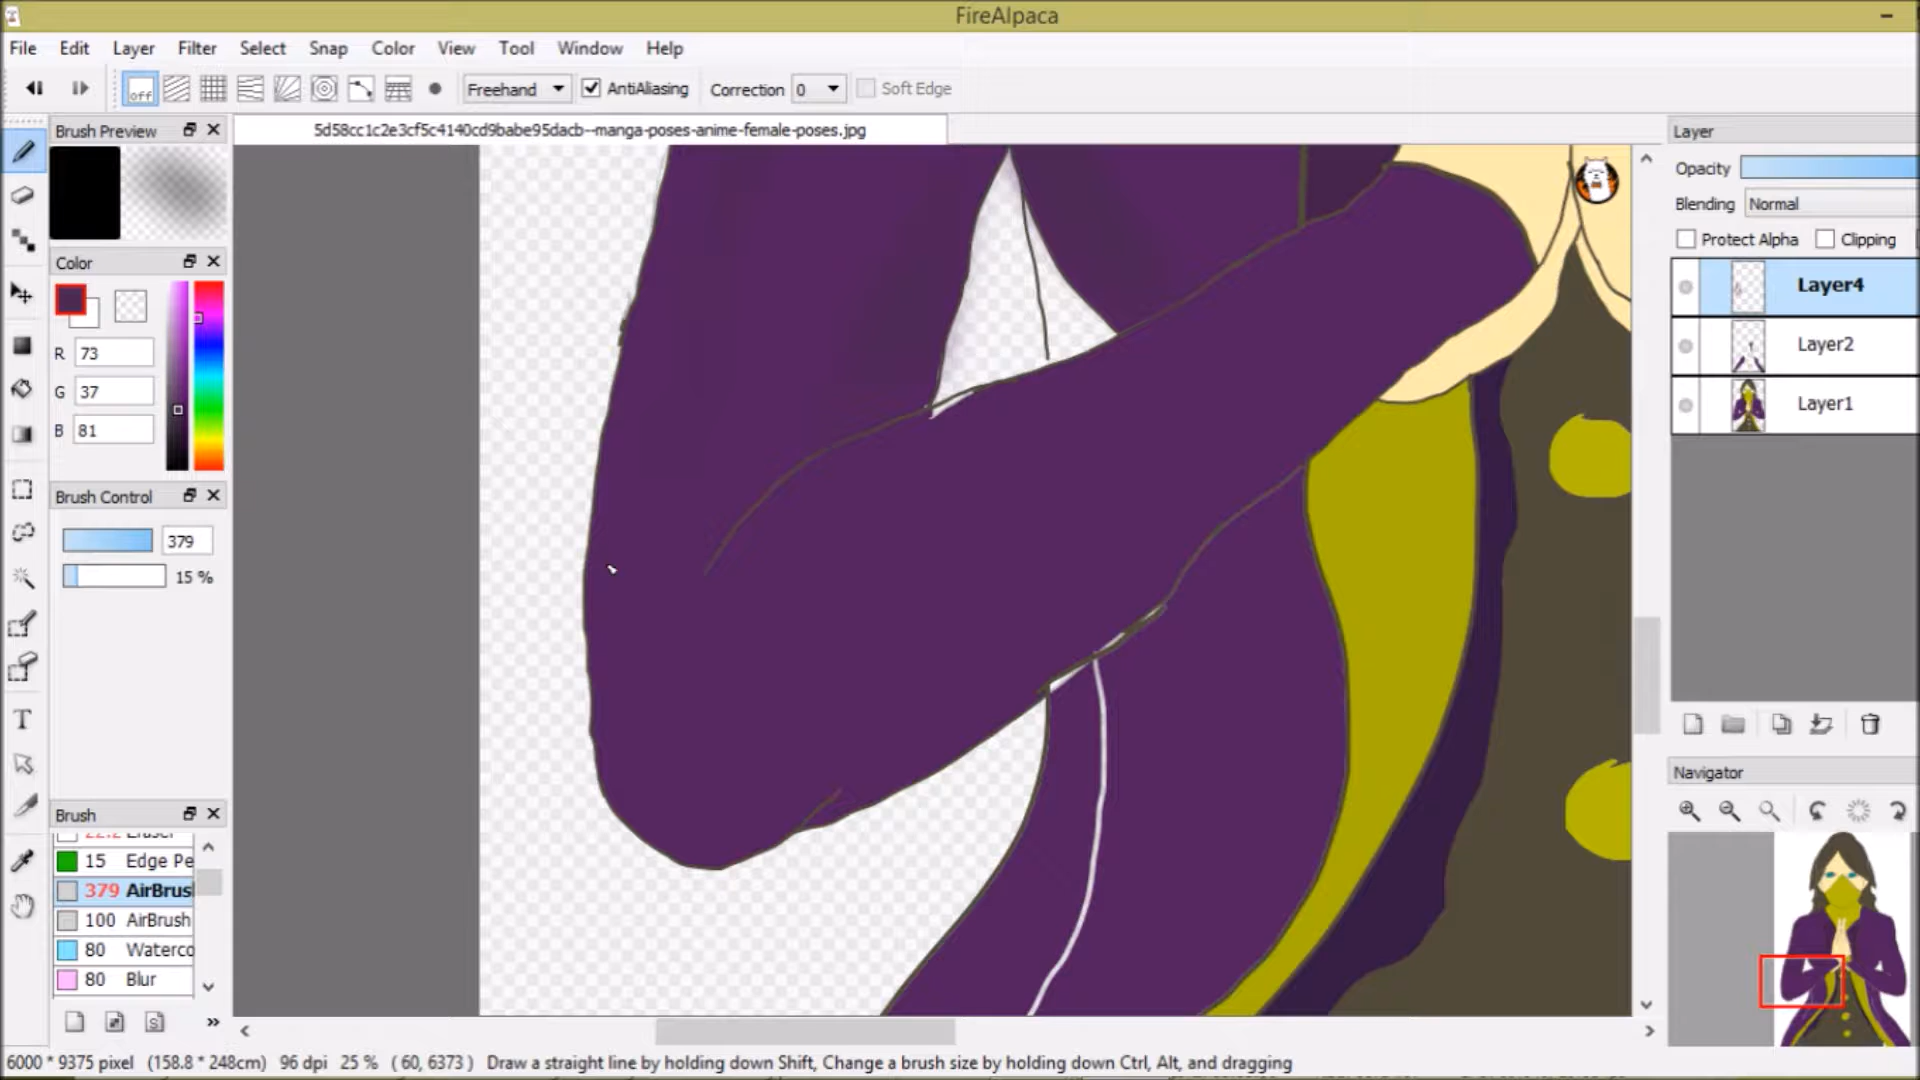 FireAlpaca
File Edit Layer Filter Select Snap Color View Tool Window Help
off Freehand AntiAliasing Correction 0 Soft Edge
Brush Preview
5d58cc1c2e3cf5c4140cd9babe95dacb--manga-poses-anime-female-poses.jpg
Layer
Opacity
Blending Normal
Protect Alpha Clipping
Layer4
Layer2
Layer1
Color
R 73
G 37
B 81
Brush Control
379
15 %
Navigator
Brush
22.2 Eraser
15 Edge Pe
379 AirBrus
100 AirBrush
80 Waterco
80 Blur
T
S
6000 * 9375 pixel (158.8 * 248cm) 96 dpi 25 % ( 60, 6373 ) Draw a straight line by holding down Shift, Change a brush size by holding down Ctrl, Alt, and dragging